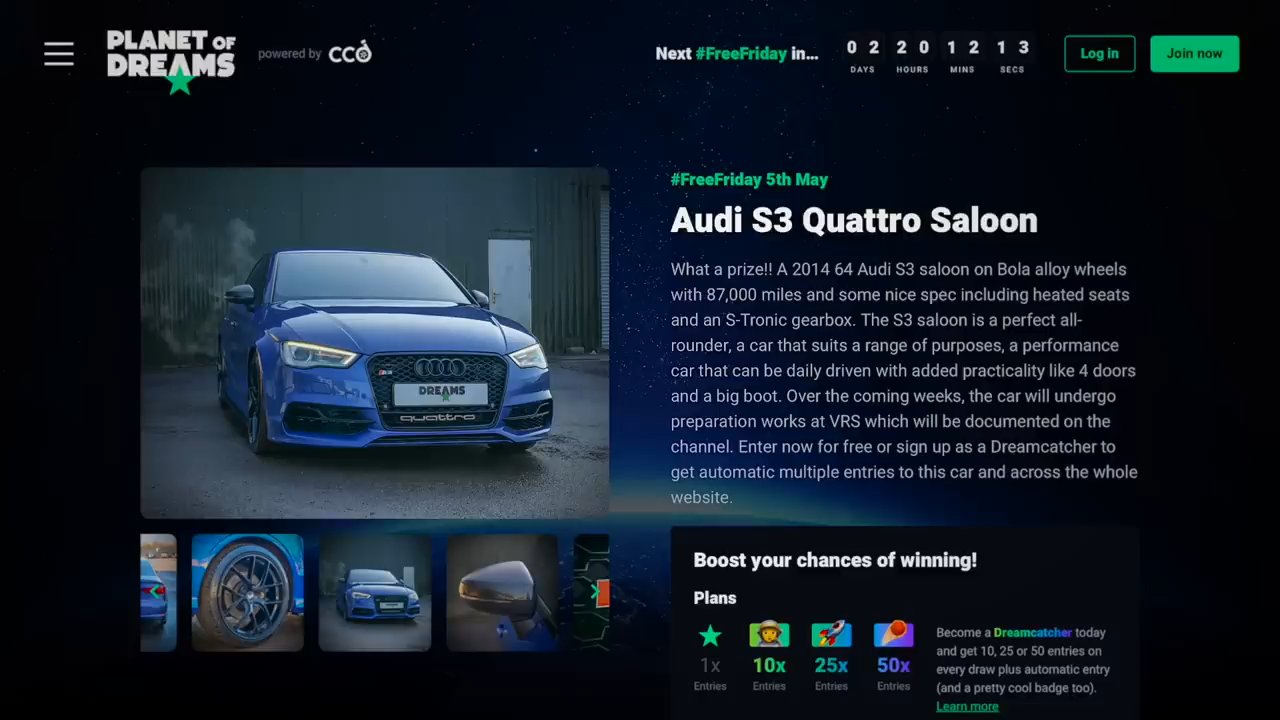 PLANET OF
DREAMS
powered by CCO
Next #FreeFriday in...
02 20 12 13
DAYS HOURS MINS SECS
Log in
Join now
#FreeFriday 5th May
Audi S3 Quattro Saloon
What a prize!! A 2014 64 Audi S3 saloon on Bola alloy wheels
with 87,000 miles and some nice spec including heated seats
and an S-Tronic gearbox. The S3 saloon is a perfect all-
rounder, a car that suits a range of purposes, a performance
car that can be daily driven with added practicality like 4 doors
and a big boot. Over the coming weeks, the car will undergo
preparation works at VRS which will be documented on the
channel. Enter now for free or sign up as a Dreamcatcher to
get automatic multiple entries to this car and across the whole
website.
DREAMS
quattro
Boost your chances of winning!
Plans
1x 10x 25x 50x
Entries Entries Entries Entries
Become a Dreamcatcher today
and get 10, 25 or 50 entries on
every draw plus automatic entry
(and a pretty cool badge too).
Learn more